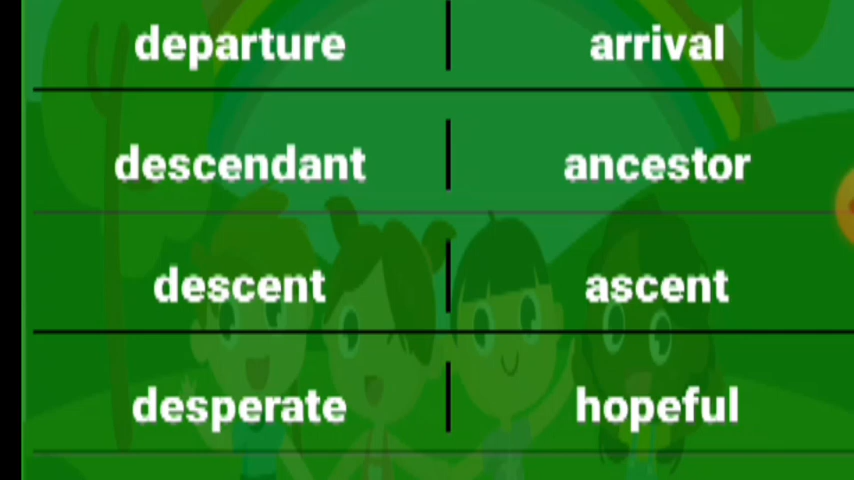 departure arrival
descendant ancestor
descent ascent
desperate hopeful